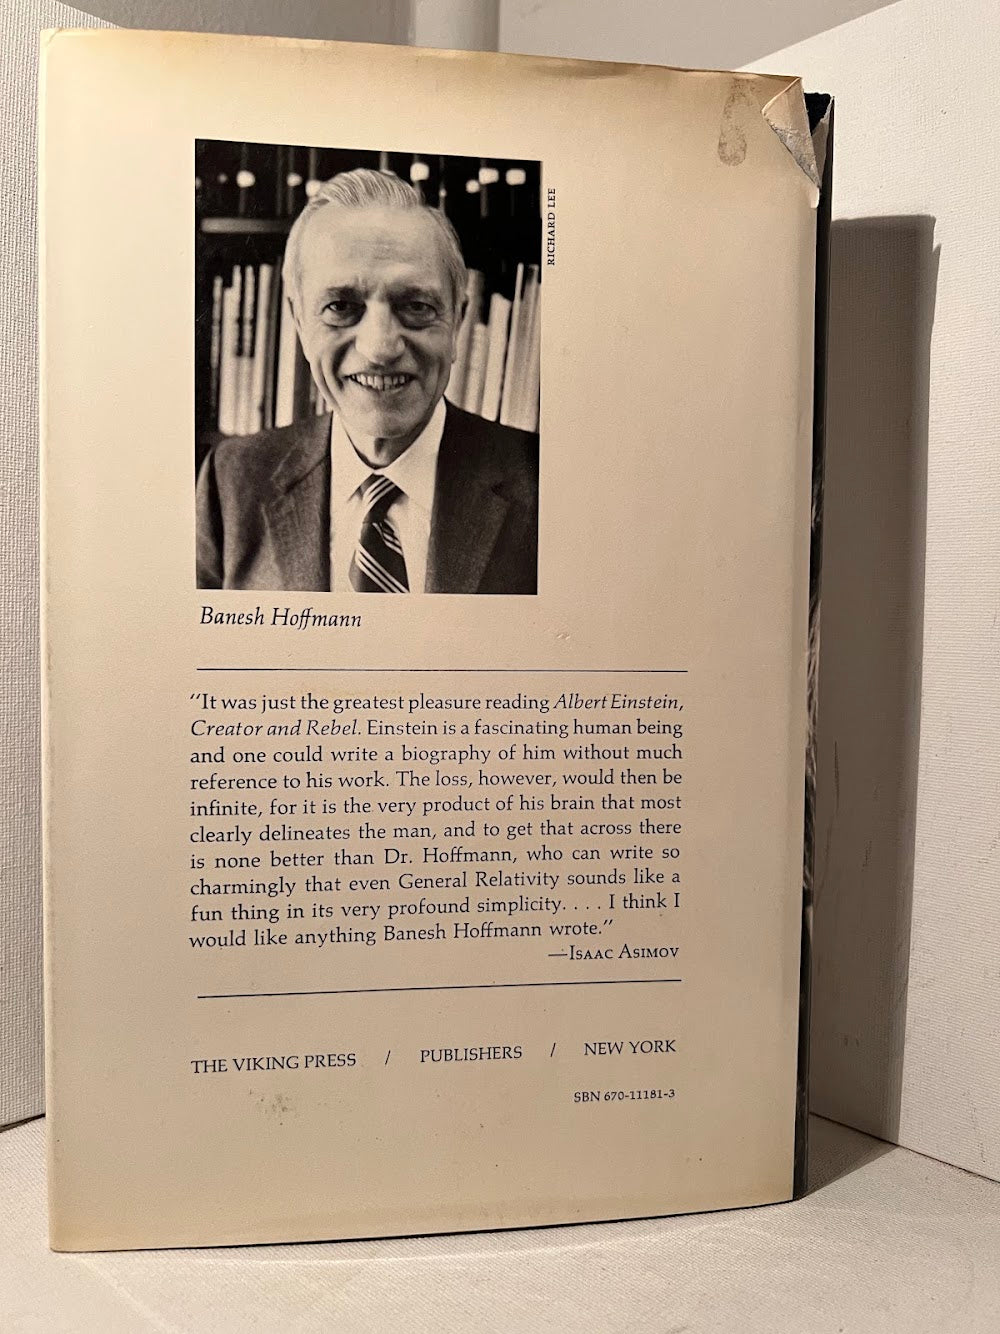 RICHARD LEE
Banesh Hoffmann
“It was just the greatest pleasure reading Albert Einstein,
Creator and Rebel. Einstein is a fascinating human being
and one could write a biography of him without much
reference to his work. The loss, however, would then be
infinite, for it is the very product of his brain that most
clearly delineates the man, and to get that across there
is none better than Dr. Hoffmann, who can write so
charmingly that even General Relativity sounds like a
fun thing in its very profound simplicity. . . . I think I
would like anything Banesh Hoffmann wrote.”
—ISAAC ASIMOV
THE VIKING PRESS / PUBLISHERS / NEW YORK
SBN 670-11181-3